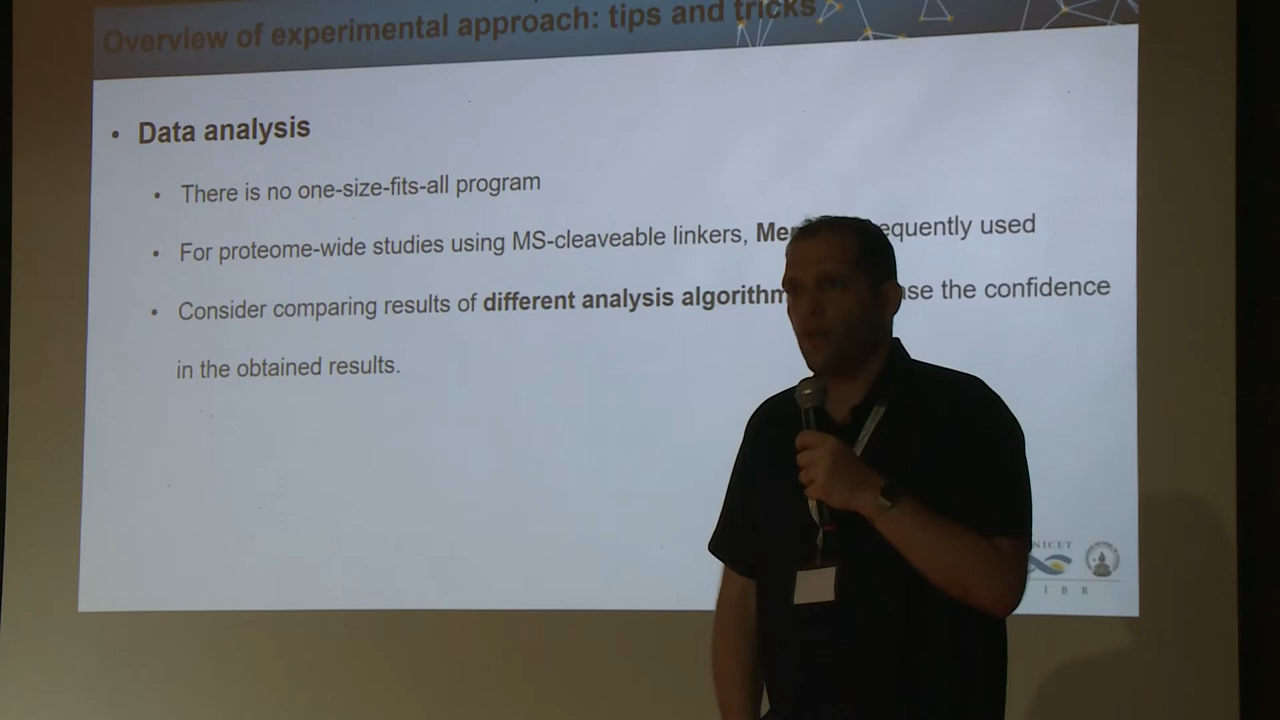 Overview of experimental approach: tips and tricks
• Data analysis
• There is no one-size-fits-all program
• For proteome-wide studies using MS-cleaveable linkers, Me equently used
• Consider comparing results of different analysis algorithm se the confidence
in the obtained results.
NICET
I B R